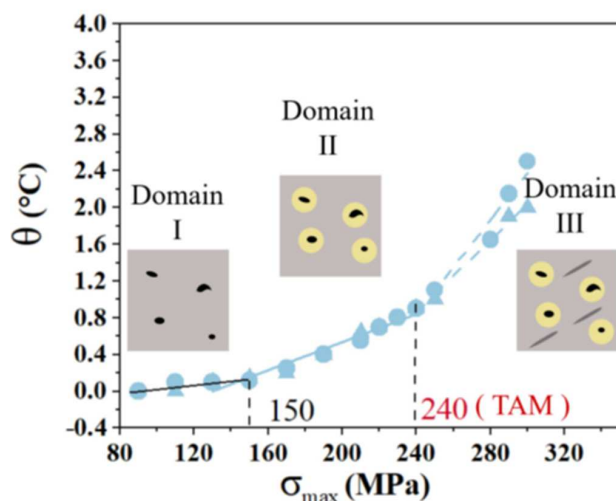 4.0
3.6
3.2
2.8
2.4
2.0
1.6
1.2
0.8
0.4
0.0
-0.4
θ (°C)
Domain
I
Domain
II
Domain
III
150
240 ( TAM )
80 120 160 200 240 280 320
σmax (MPa)